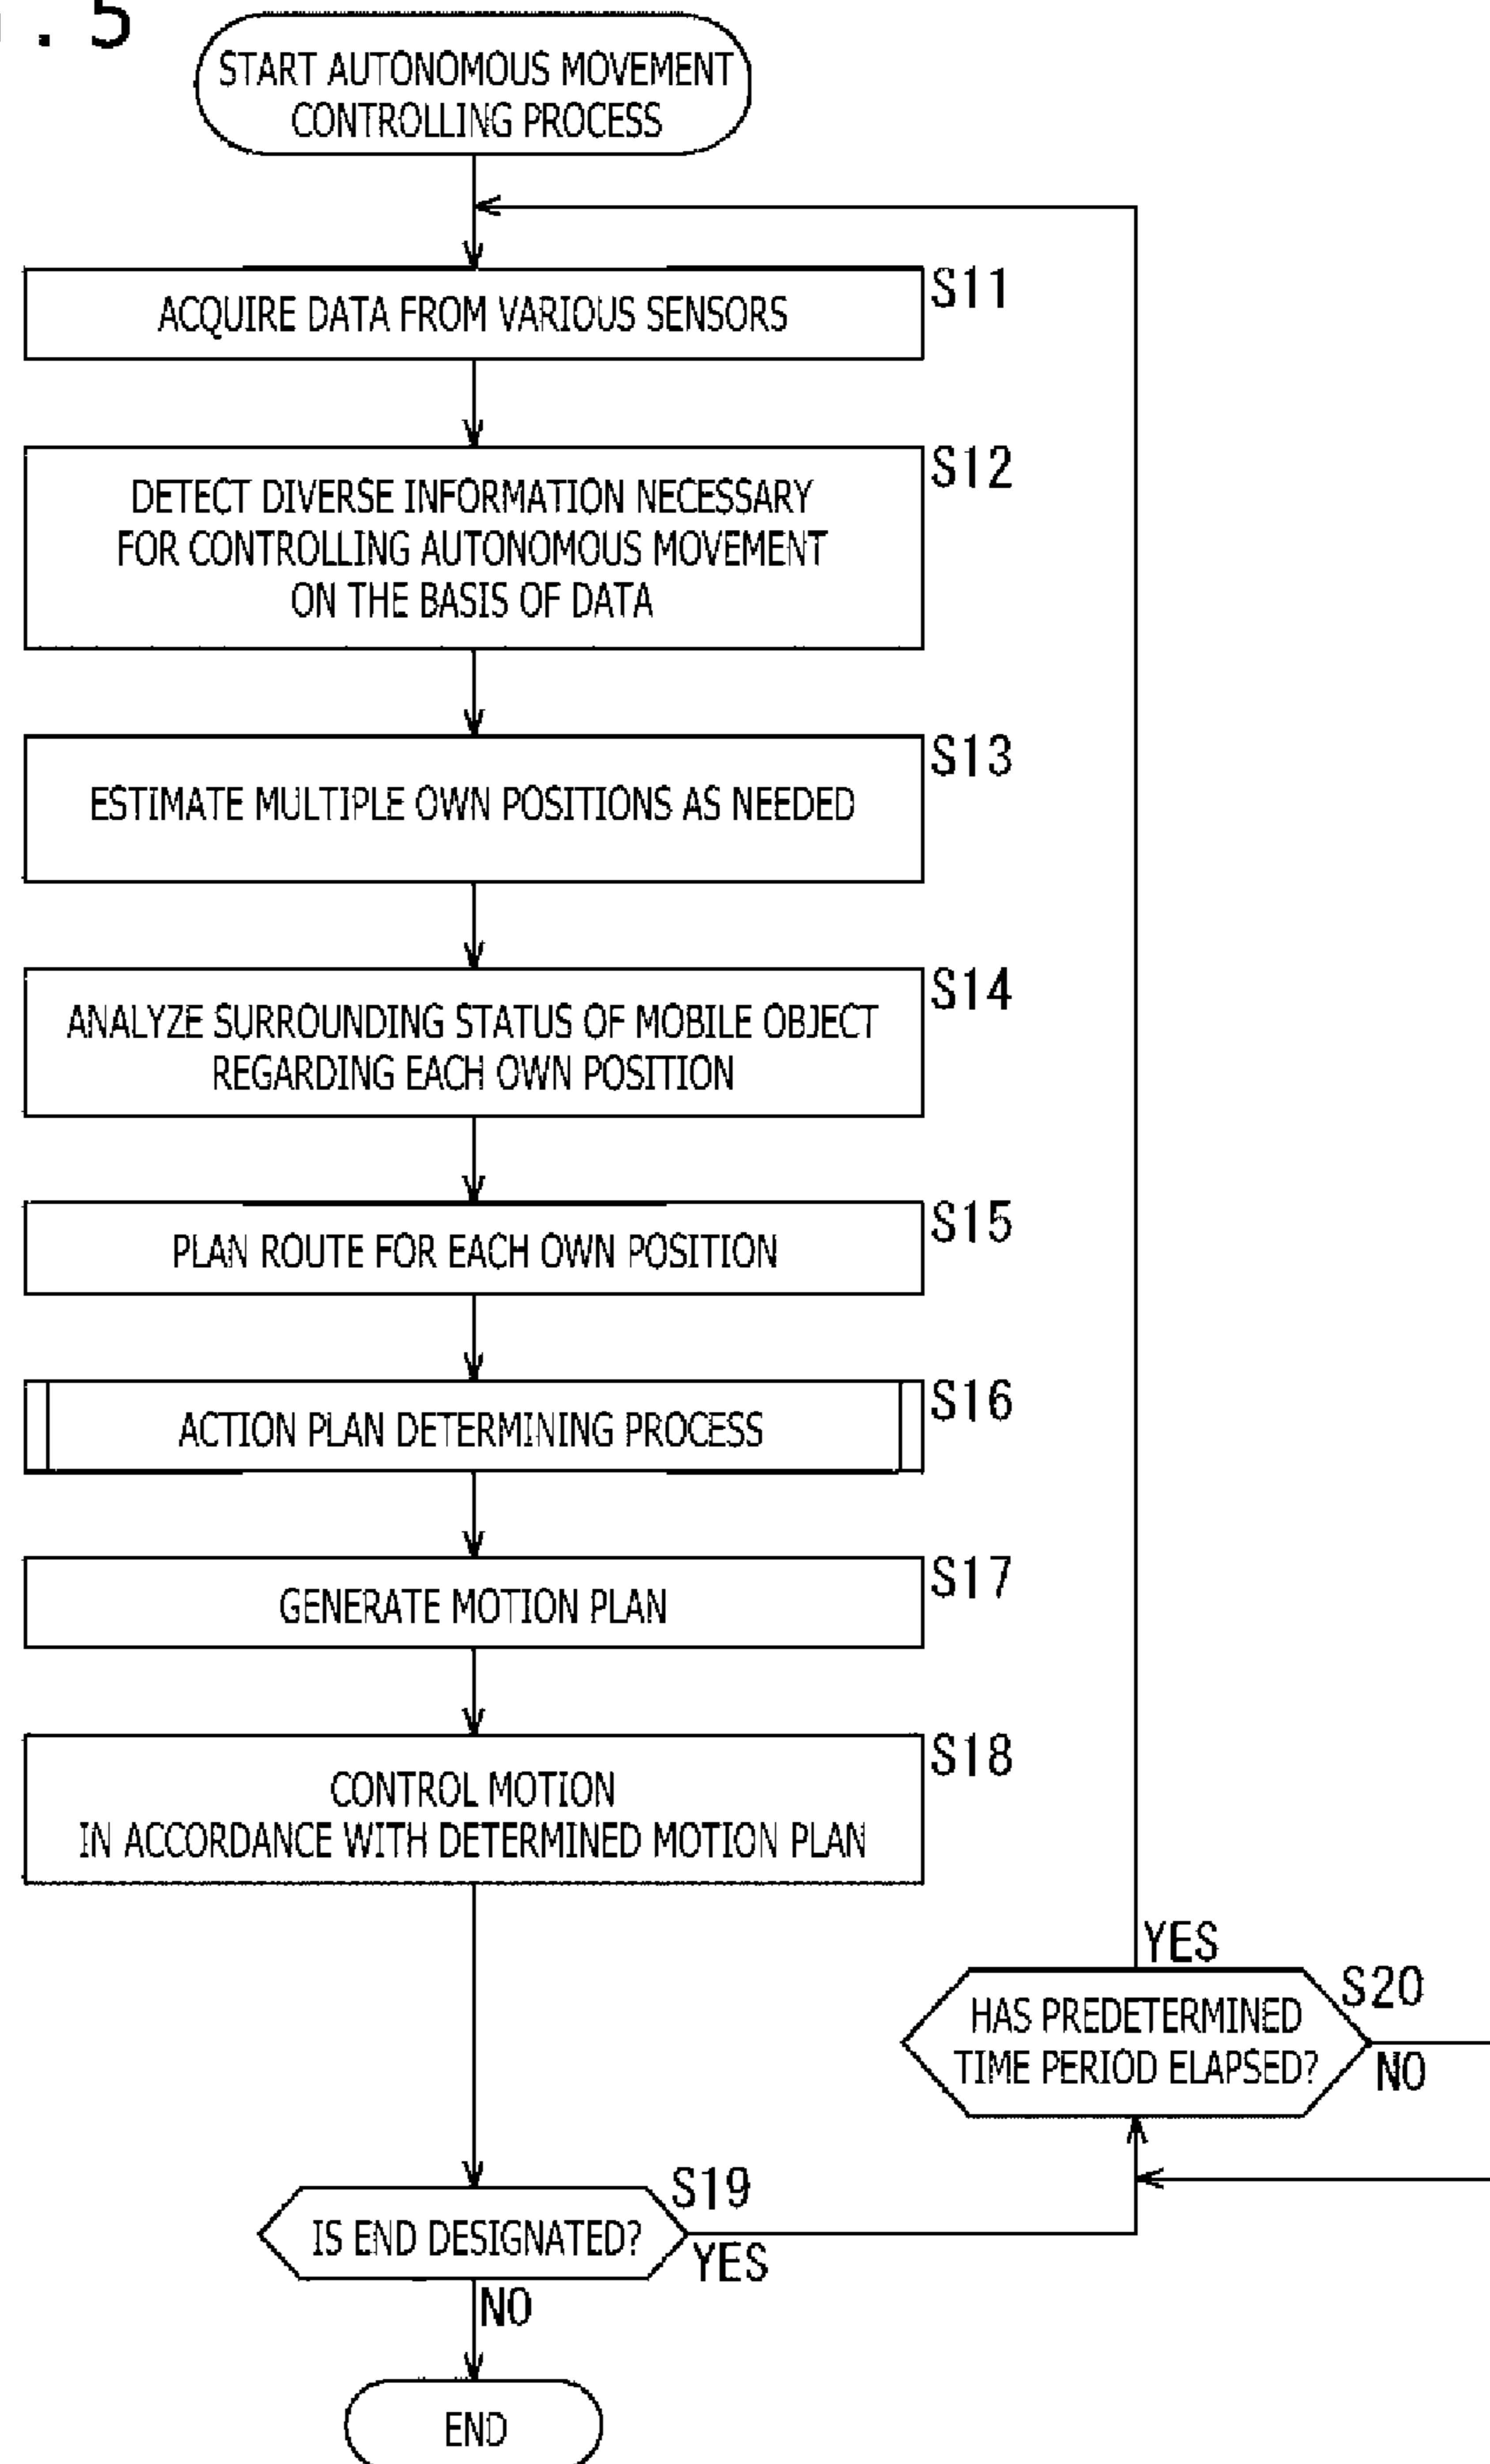 . 5
START AUTONOMOUS MOVEMENT
CONTROLLING PROCESS
S11
ACQUIRE DATA FROM VARIOUS SENSORS
S12
DETECT DIVERSE INFORMATION NECESSARY
FOR CONTROLLING AUTONOMOUS MOVEMENT
ON THE BASIS OF DATA
S13
ESTIMATE MULTIPLE OWN POSITIONS AS NEEDED
S14
ANALYZE SURROUNDING STATUS OF MOBILE OBJECT
REGARDING EACH OWN POSITION
S15
PLAN ROUTE FOR EACH OWN POSITION
S16
ACTION PLAN DETERMINING PROCESS
S17
GENERATE MOTION PLAN
S18
CONTROL MOTION
IN ACCORDANCE WITH DETERMINED MOTION PLAN
YES
S20
HAS PREDETERMINED
TIME PERIOD ELAPSED?
NO
S19
IS END DESIGNATED?
YES
NO
END